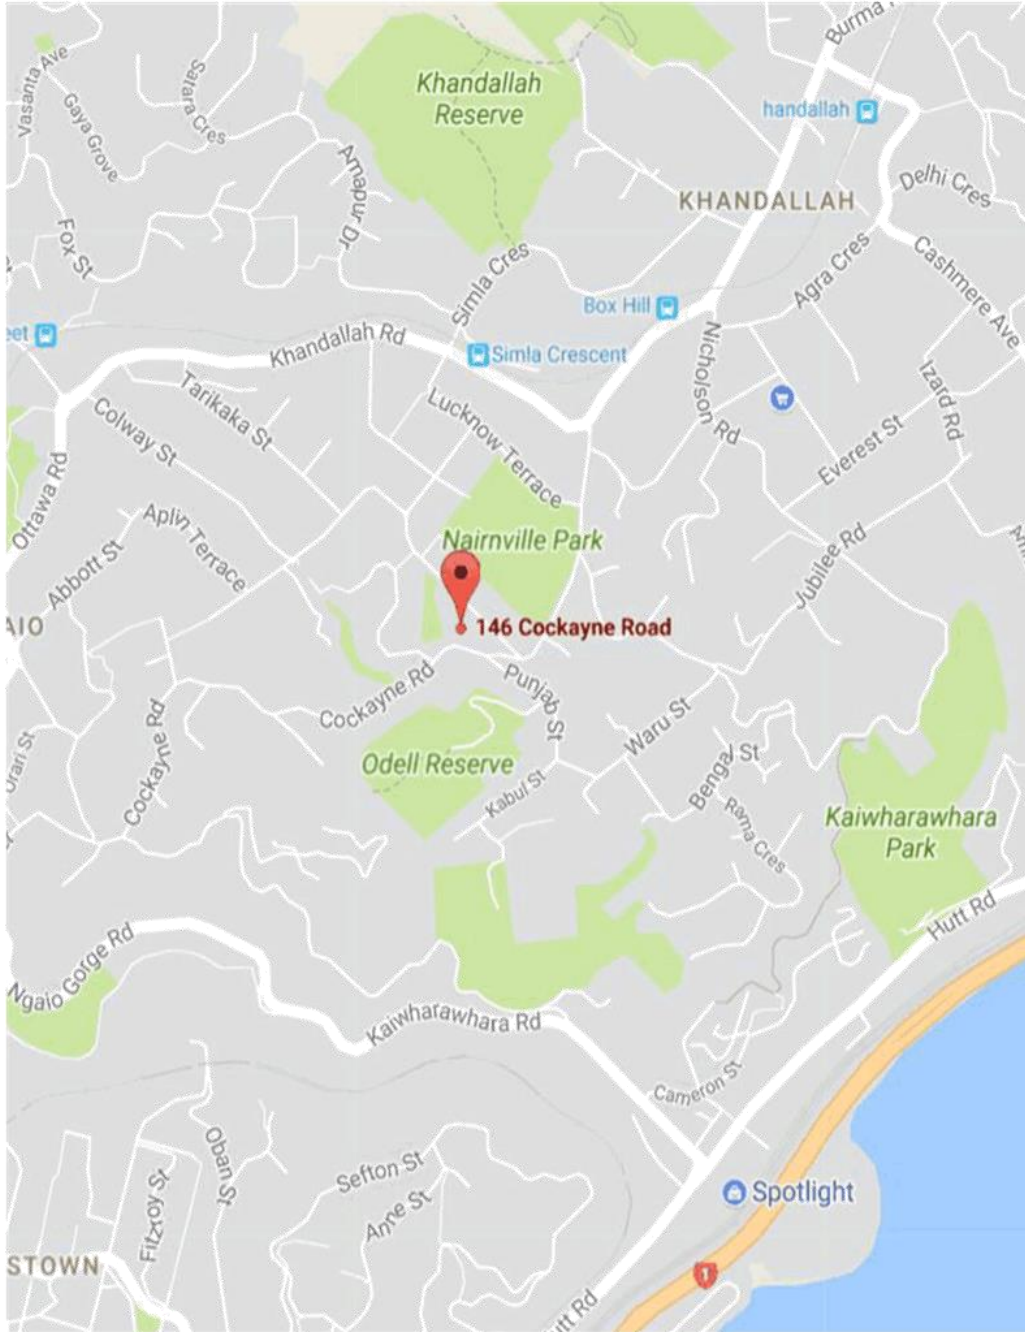 Burma
Vasanta Ave
Satara Cres
Khandallah
Reserve
Gaya Grove
handallah
Amapur Dr
Delhi Cres
KHANDALLAH
Fox St
Simla Cres
Agra Cres
Cashmere Ave
Box Hill
eet
Khandallah Rd
Simla Crescent
Nicholson Rd
Tarikaka St
Izard Rd
Colway St
Lucknow Terrace
Everest St
Ottawa Rd
Aplin Terrace
Nairnville Park
Jubilee Rd
Abbott St
AIO
146 Cockayne Road
Cockayne Rd
Punjab St
Waru St
Cockayne Rd
Odell Reserve
Bengal St
Kabul St
Rama Cres
Kaiwharawhara
Park
Hutt Rd
Ngaio Gorge Rd
Kaiwharawhara Rd
Cameron St
Oban St
Sefton St
Fitzroy St
Anne St
Spotlight
STOWN
1
utt Rd